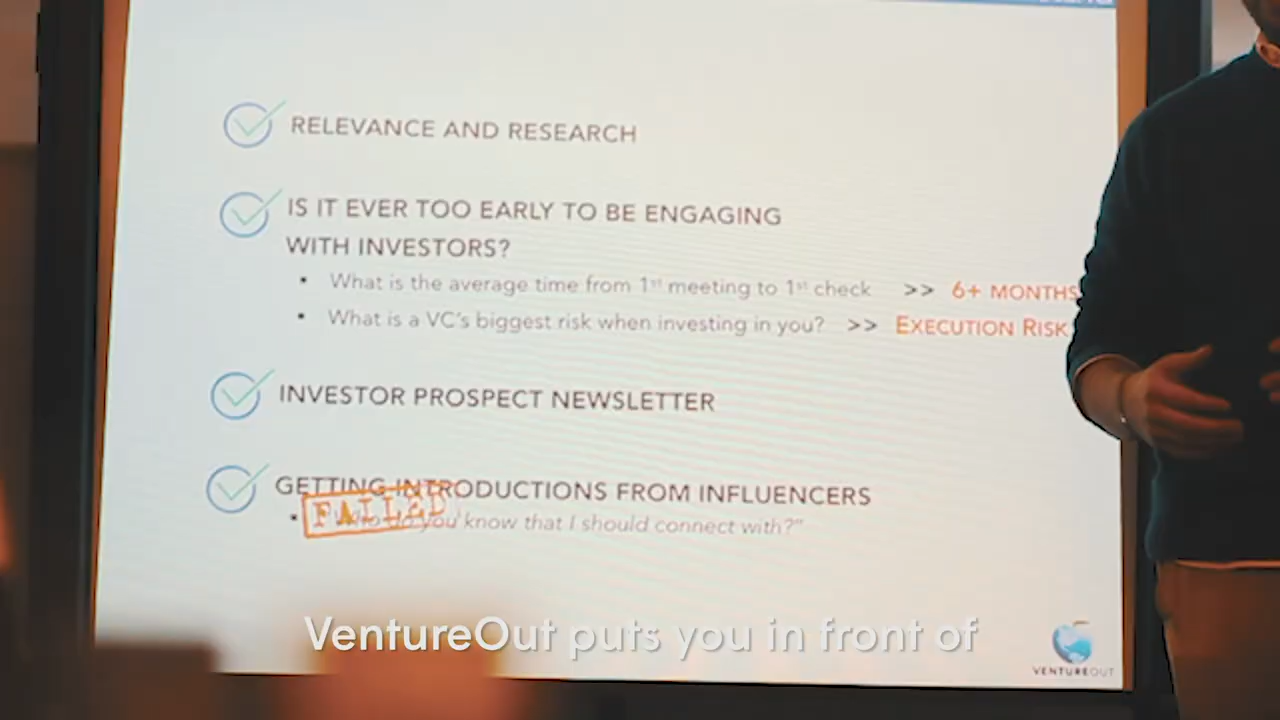 RELEVANCE AND RESEARCH
IS IT EVER TOO EARLY TO BE ENGAGING
WITH INVESTORS?
• What is the average time from 1st meeting to 1st check >> 6+ MONTHS
• What is a VC's biggest risk when investing in you? >> EXECUTION RISK
INVESTOR PROSPECT NEWSLETTER
GETTING INTRODUCTIONS FROM INFLUENCERS
FAILED
• do you know that I should connect with?"
VentureOut puts you in front of
VENTUREOUT